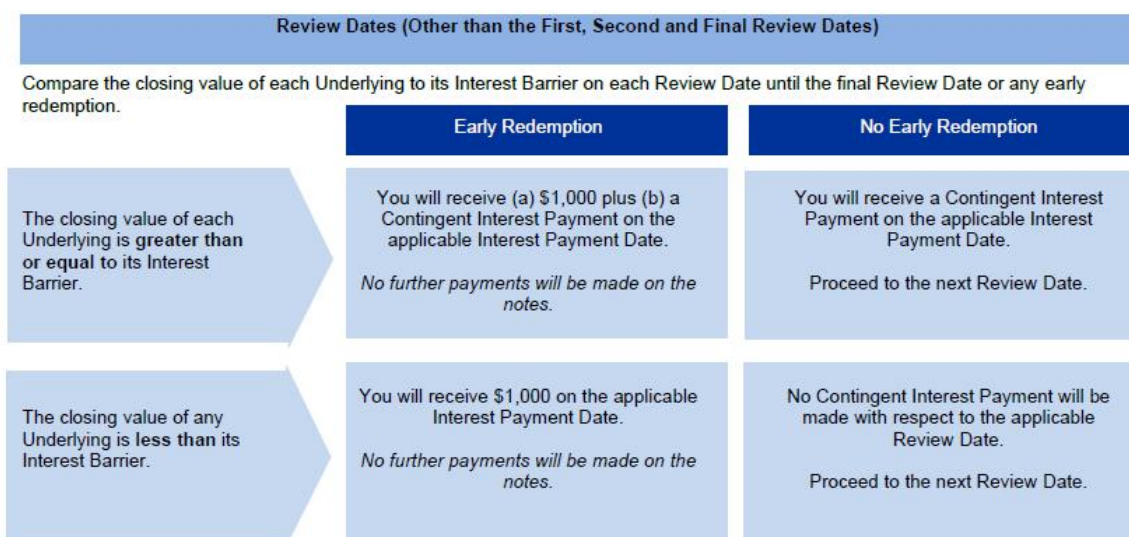 Review Dates (Other than the First, Second and Final Review Dates)
Compare the closing value of each Underlying to its Interest Barrier on each Review Date until the final Review Date or any early
redemption.
Early Redemption
No Early Redemption
The closing value of each
Underlying is greater than
or equal to its Interest
Barrier.
You will receive (a) $1,000 plus (b) a
Contingent Interest Payment on the
applicable Interest Payment Date.
No further payments will be made on the
notes.
You will receive a Contingent Interest
Payment on the applicable Interest
Payment Date.
Proceed to the next Review Date.
The closing value of any
Underlying is less than its
Interest Barrier.
You will receive $1,000 on the applicable
Interest Payment Date.
No further payments will be made on the
notes.
No Contingent Interest Payment will be
made with respect to the applicable
Review Date.
Proceed to the next Review Date.